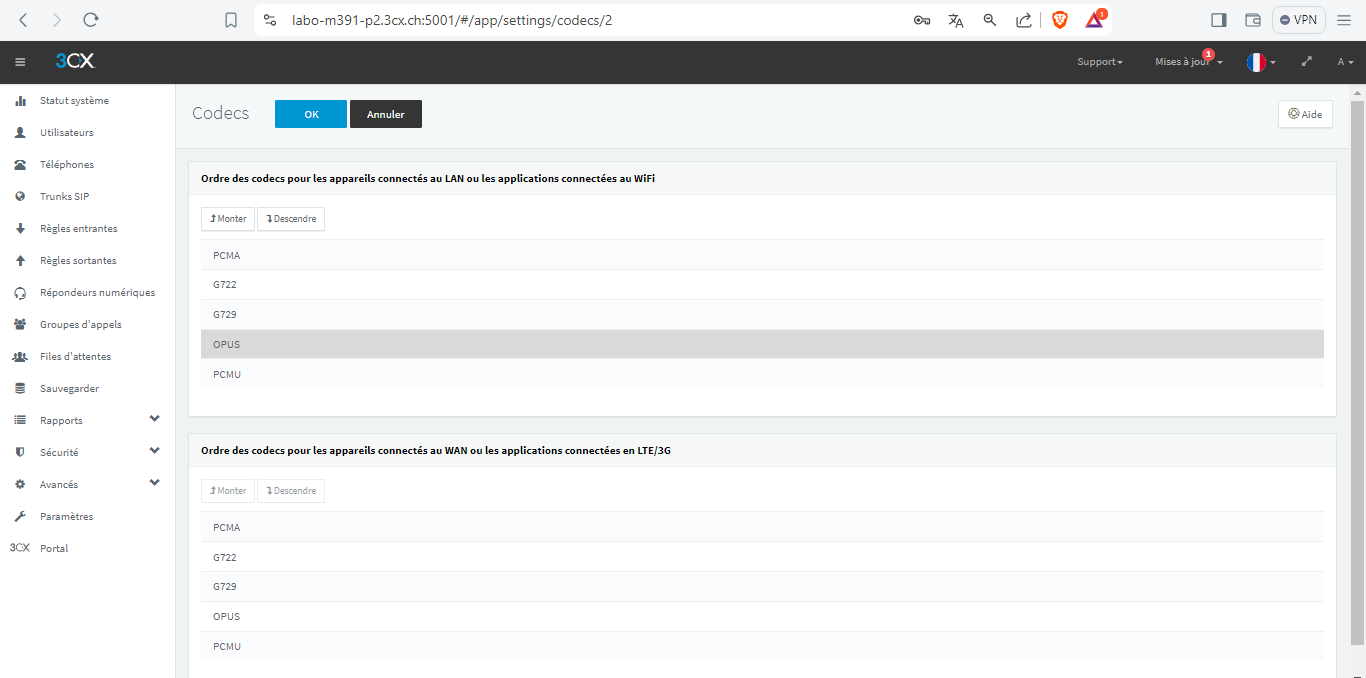 labo-m391-p2.3cx.ch:5001/#/app/settings/codecs/2
1
VPN
3CX
Support
Mises à jour
1
A
Statut système
Utilisateurs
Téléphones
Trunks SIP
Règles entrantes
Règles sortantes
Répondeurs numériques
Groupes d'appels
Files d'attentes
Sauvegarder
Rapports
Sécurité
Avancés
Paramètres
3CX Portal
Codecs
OK
Annuler
Aide
Ordre des codecs pour les appareils connectés au LAN ou les applications connectées au WiFi
Monter
Descendre
PCMA
G722
G729
OPUS
PCMU
Ordre des codecs pour les appareils connectés au WAN ou les applications connectées en LTE/3G
Monter
Descendre
PCMA
G722
G729
OPUS
PCMU